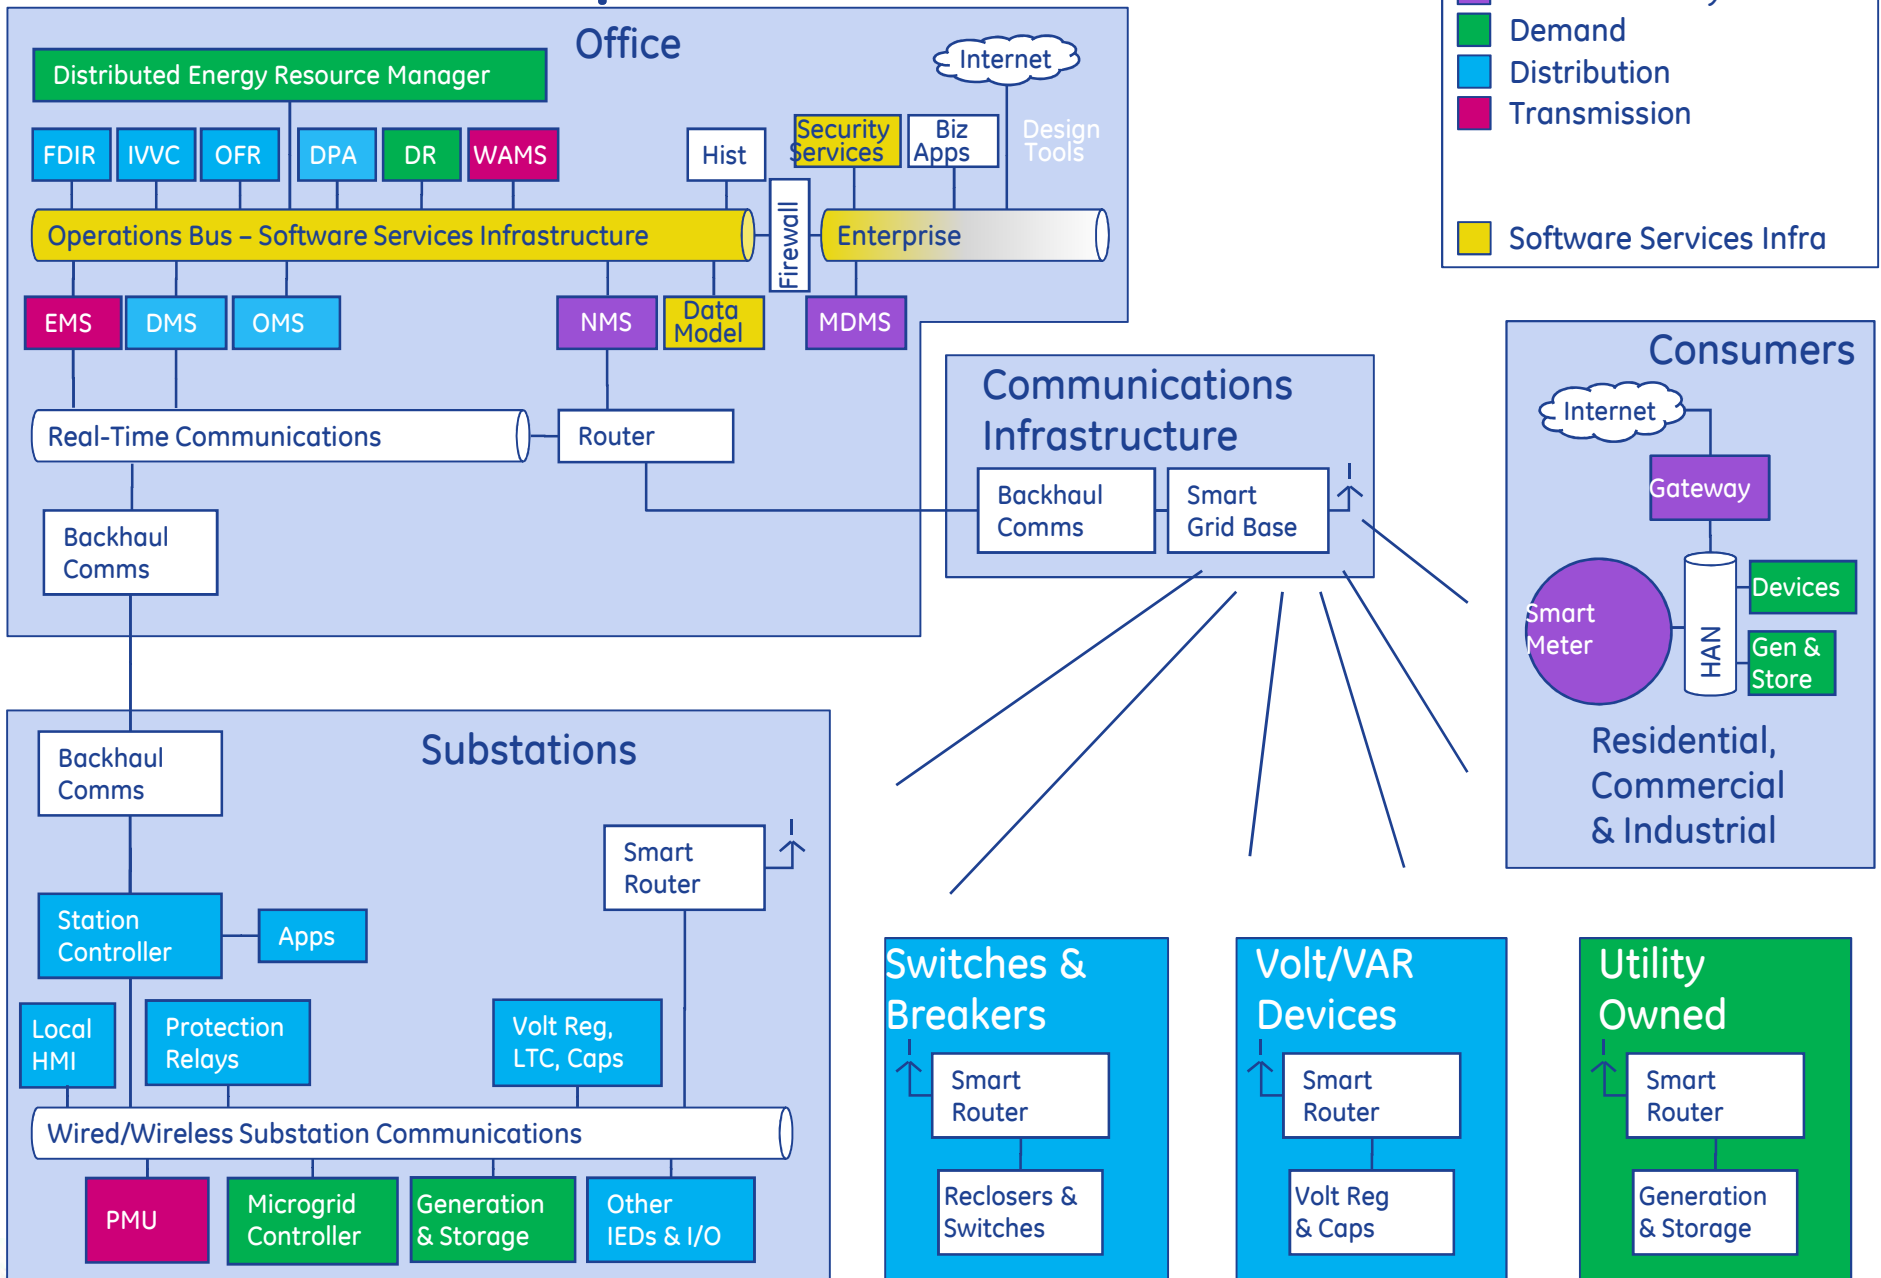 Office
Distributed Energy Resource Manager
Internet
FDIR
IVVC
OFR
DPA
DR
WAMS
Hist
Security
Services
Biz
Apps
Design
Tools
Operations Bus – Software Services Infrastructure
Firewall
Enterprise
EMS
DMS
OMS
NMS
Data
Model
MDMS
Real-Time Communications
Router
Backhaul
Comms
Demand
Distribution
Transmission
Software Services Infra
Communications
Infrastructure
Backhaul
Comms
Smart
Grid Base
Consumers
Internet
Gateway
Smart
Meter
HAN
Devices
Gen &
Store
Residential,
Commercial
& Industrial
Substations
Backhaul
Comms
Smart
Router
Station
Controller
Apps
Local
HMI
Protection
Relays
Volt Reg,
LTC, Caps
Wired/Wireless Substation Communications
PMU
Microgrid
Controller
Generation
& Storage
Other
IEDs & I/O
Switches &
Breakers
Smart
Router
Reclosers &
Switches
Volt/VAR
Devices
Smart
Router
Volt Reg
& Caps
Utility
Owned
Smart
Router
Generation
& Storage